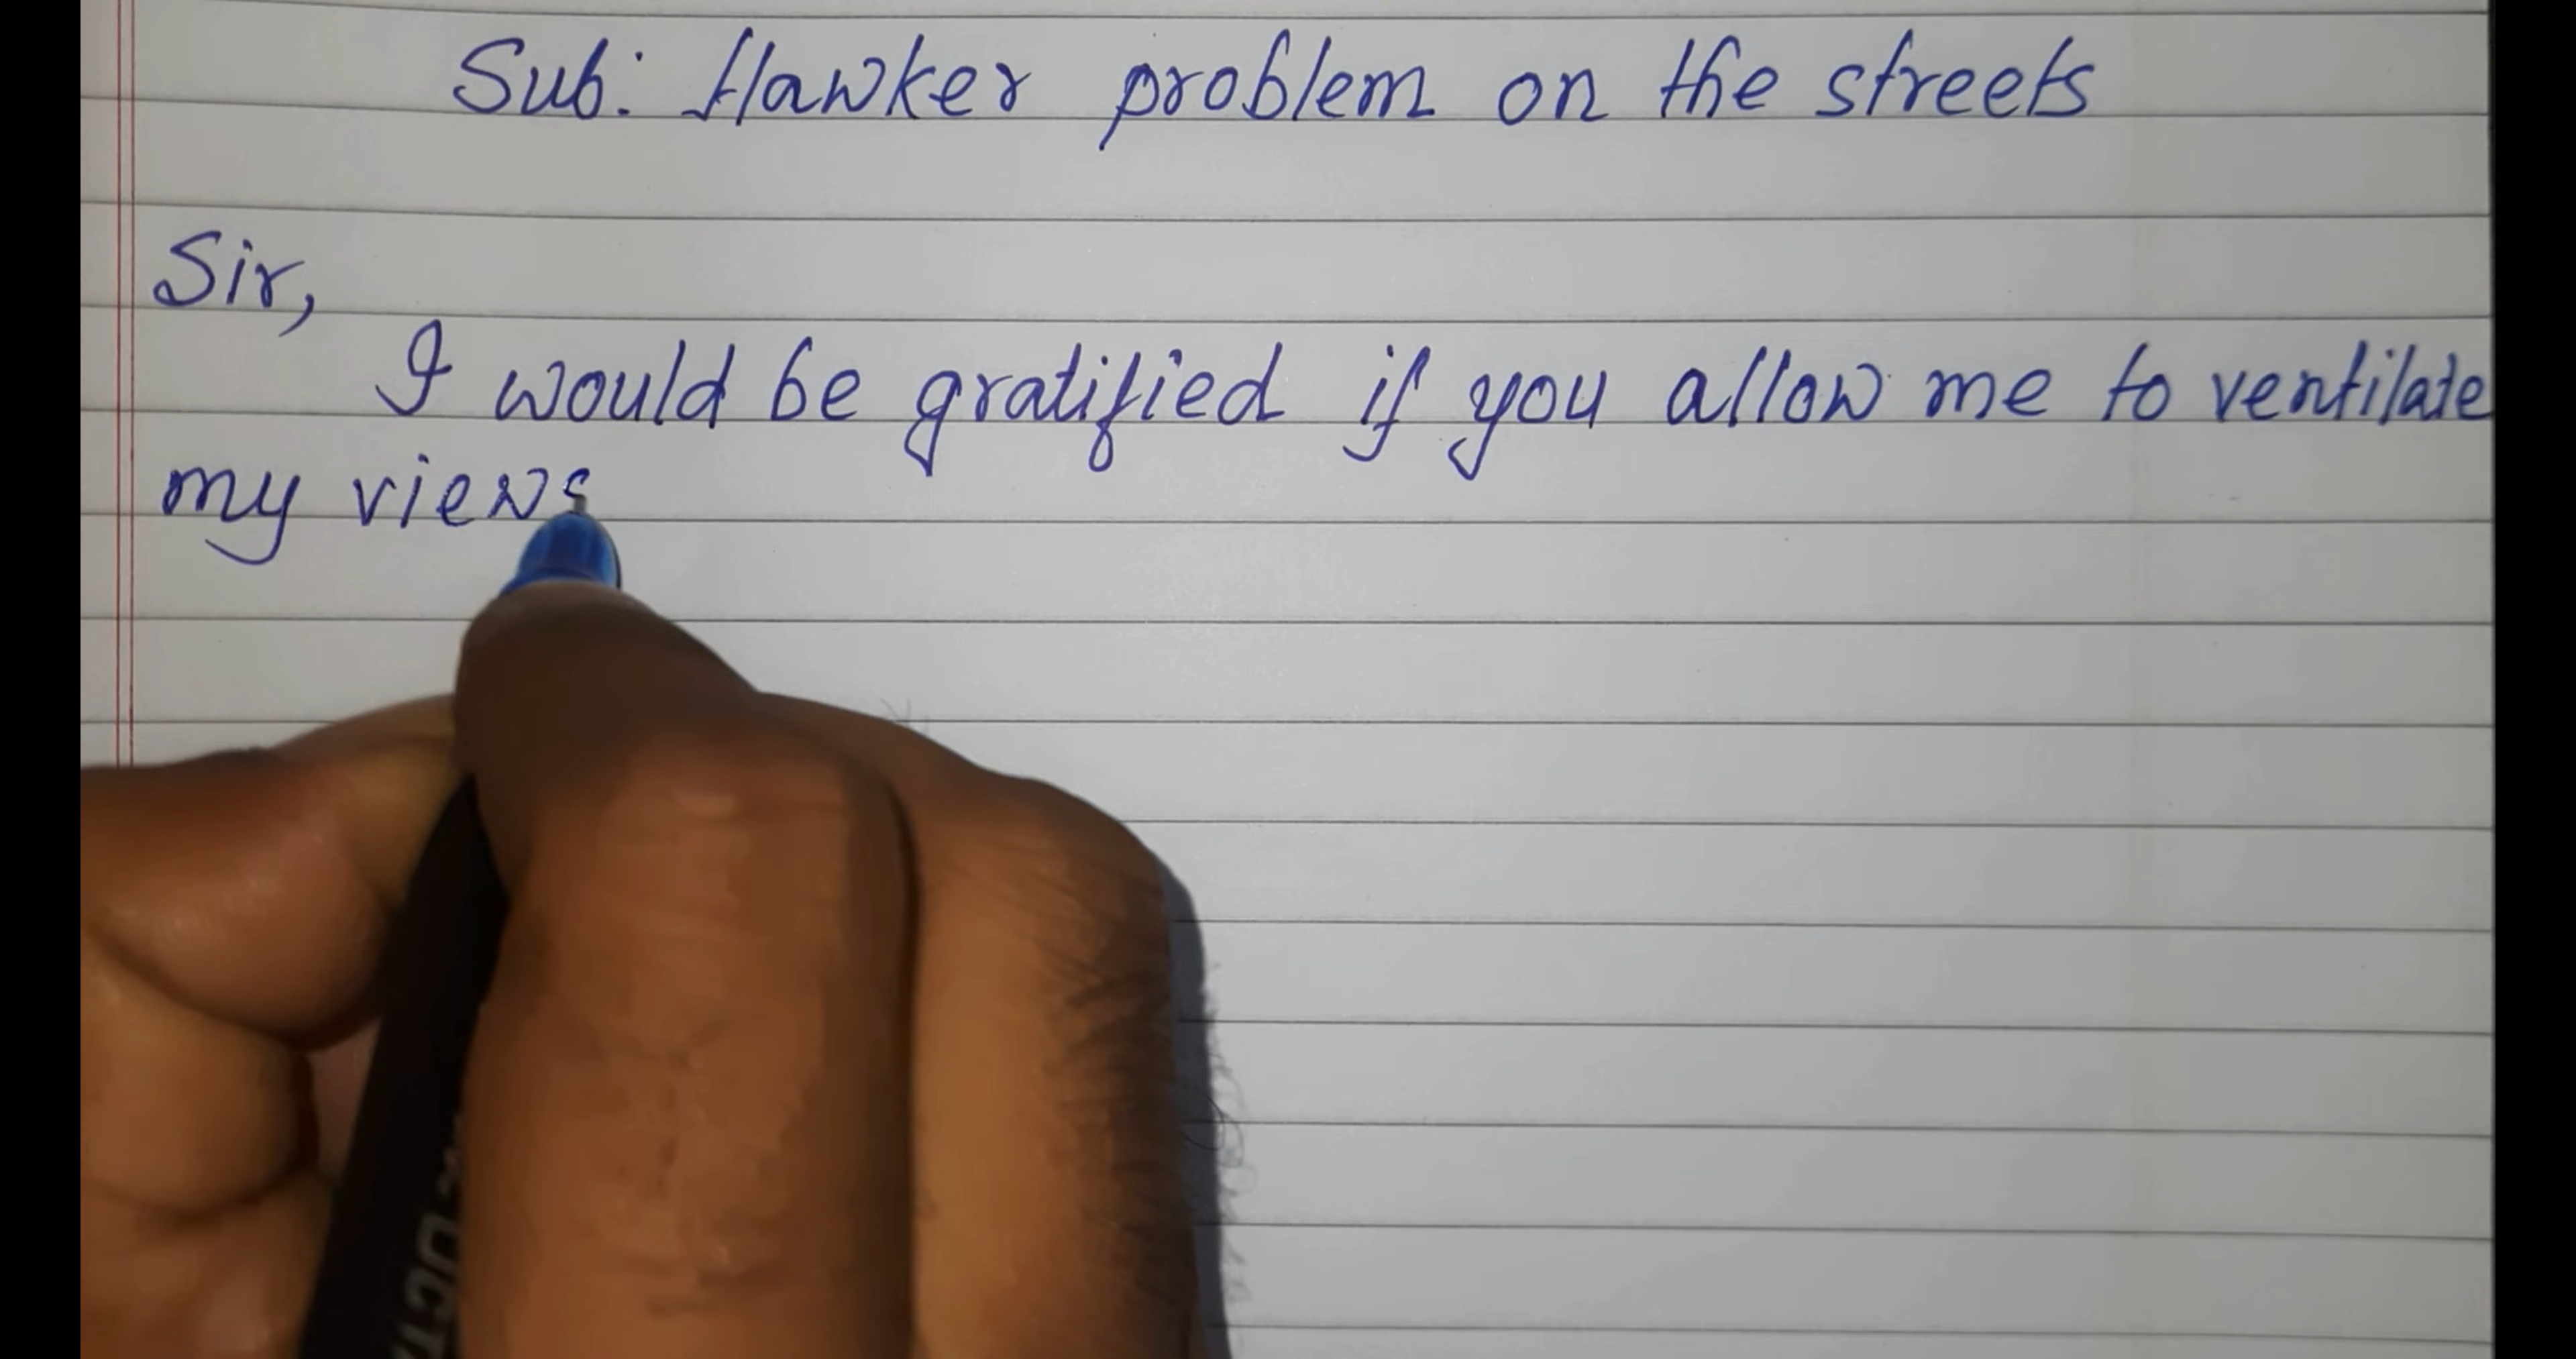 Sub: Hawker problem on the streets
Sir,
I would be gratified if you allow me to ventilate
my views